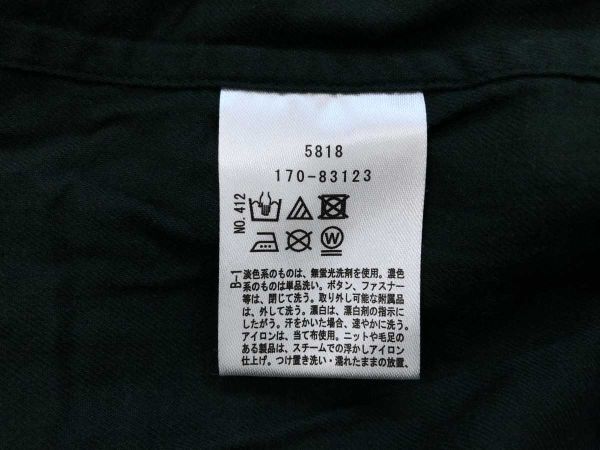 5818
170-83123
NO.412
W
B-1
淡色系のものは、無蛍光洗剤を使用。濃色
系のものは単品洗い。ボタン、ファスナー
等は、閉じて洗う。取り外し可能な附属品
は、外して洗う。漂白は、漂白剤の指示に
したがう。汗をかいた場合、速やかに洗う。
アイロンは、当て布使用。ニットや毛足の
ある製品は、スチームでの浮かしアイロン
仕上げ。つけ置き洗い・濡れたままの放置、